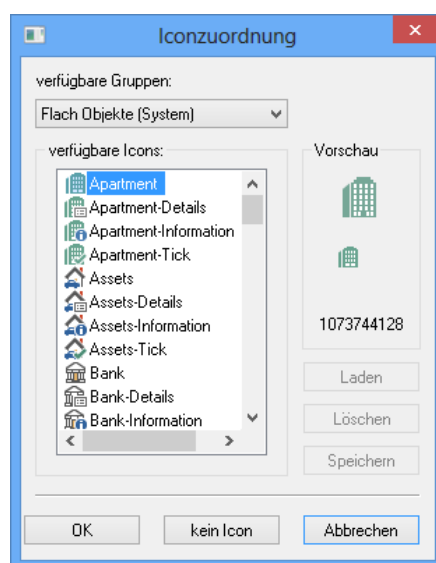 Iconzuordnung
verfügbare Gruppen:
Flach Objekte (System)
verfügbare Icons:
Apartment
Apartment-Details
Apartment-Information
Apartment-Tick
Assets
Assets-Details
Assets-Information
Assets-Tick
Bank
Bank-Details
Bank-Information
Vorschau
1073744128
Laden
Löschen
Speichern
OK
kein Icon
Abbrechen